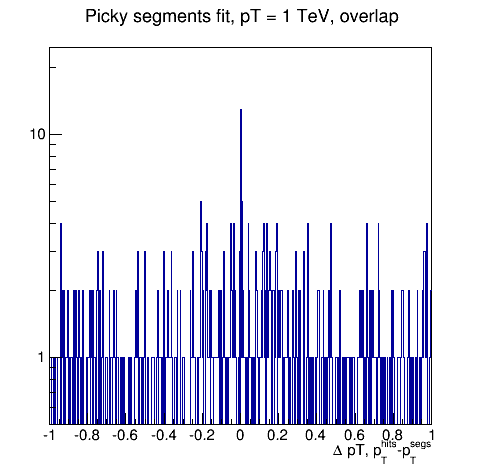 Picky segments fit, pT = 1 TeV, overlap
10
1
-1 -0.8 -0.6 -0.4 -0.2 0 0.2 0.4 0.6 0.8 1
Δ pT, p_T^hits-p_T^segs